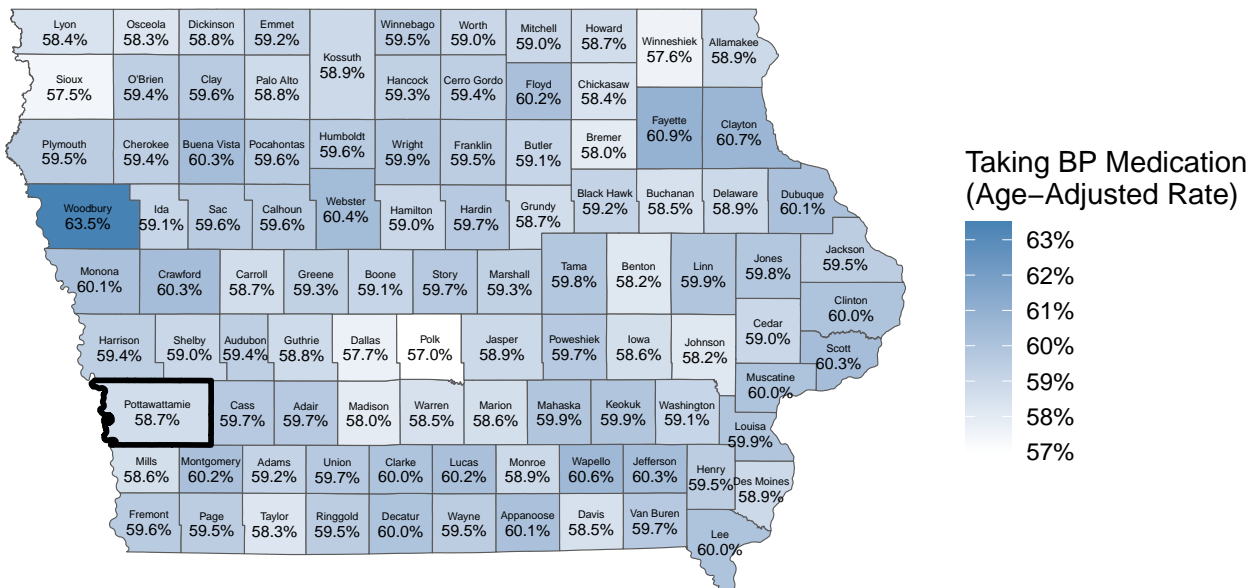 Lyon
58.4%
Osceola
58.3%
Dickinson
58.8%
Emmet
59.2%
Kossuth
58.9%
Winnebago
59.5%
Worth
59.0%
Mitchell
59.0%
Howard
58.7%
Winneshiek
57.6%
Allamakee
58.9%
Sioux
57.5%
O'Brien
59.4%
Clay
59.6%
Palo Alto
58.8%
Hancock
59.3%
Cerro Gordo
59.4%
Floyd
60.2%
Chickasaw
58.4%
Fayette
60.9%
Clayton
60.7%
Plymouth
59.5%
Cherokee
59.4%
Buena Vista
60.3%
Pocahontas
59.6%
Humboldt
59.6%
Wright
59.9%
Franklin
59.5%
Butler
59.1%
Bremer
58.0%
Woodbury
63.5%
Ida
59.1%
Sac
59.6%
Calhoun
59.6%
Webster
60.4%
Hamilton
59.0%
Hardin
59.7%
Grundy
58.7%
Black Hawk
59.2%
Buchanan
58.5%
Delaware
58.9%
Dubuque
60.1%
Monona
60.1%
Crawford
60.3%
Carroll
58.7%
Greene
59.3%
Boone
59.1%
Story
59.7%
Marshall
59.3%
Tama
59.8%
Benton
58.2%
Linn
59.9%
Jones
59.8%
Jackson
59.5%
Clinton
60.0%
Harrison
59.4%
Shelby
59.0%
Audubon
59.4%
Guthrie
58.8%
Dallas
57.7%
Polk
57.0%
Jasper
58.9%
Poweshiek
59.7%
Iowa
58.6%
Johnson
58.2%
Cedar
59.0%
Scott
60.3%
Muscatine
60.0%
Pottawattamie
58.7%
Cass
59.7%
Adair
59.7%
Madison
58.0%
Warren
58.5%
Marion
58.6%
Mahaska
59.9%
Keokuk
59.9%
Washington
59.1%
Louisa
59.9%
Mills
58.6%
Montgomery
60.2%
Adams
59.2%
Union
59.7%
Clarke
60.0%
Lucas
60.2%
Monroe
58.9%
Wapello
60.6%
Jefferson
60.3%
Henry
59.5%
Des Moines
58.9%
Fremont
59.6%
Page
59.5%
Taylor
58.3%
Ringgold
59.5%
Decatur
60.0%
Wayne
59.5%
Appanoose
60.1%
Davis
58.5%
Van Buren
59.7%
Lee
60.0%
Taking BP Medication
(Age−Adjusted Rate)
63%
62%
61%
60%
59%
58%
57%